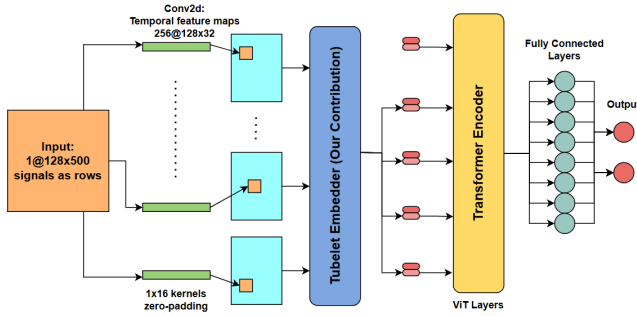 Conv2d:
Temporal feature maps
256@128x32
Input:
1@128x500
signals as rows
1x16 kernels
zero-padding
Tubelet Embedder (Our Contribution)
Transformer Encoder
ViT Layers
Fully Connected
Layers
Outpu